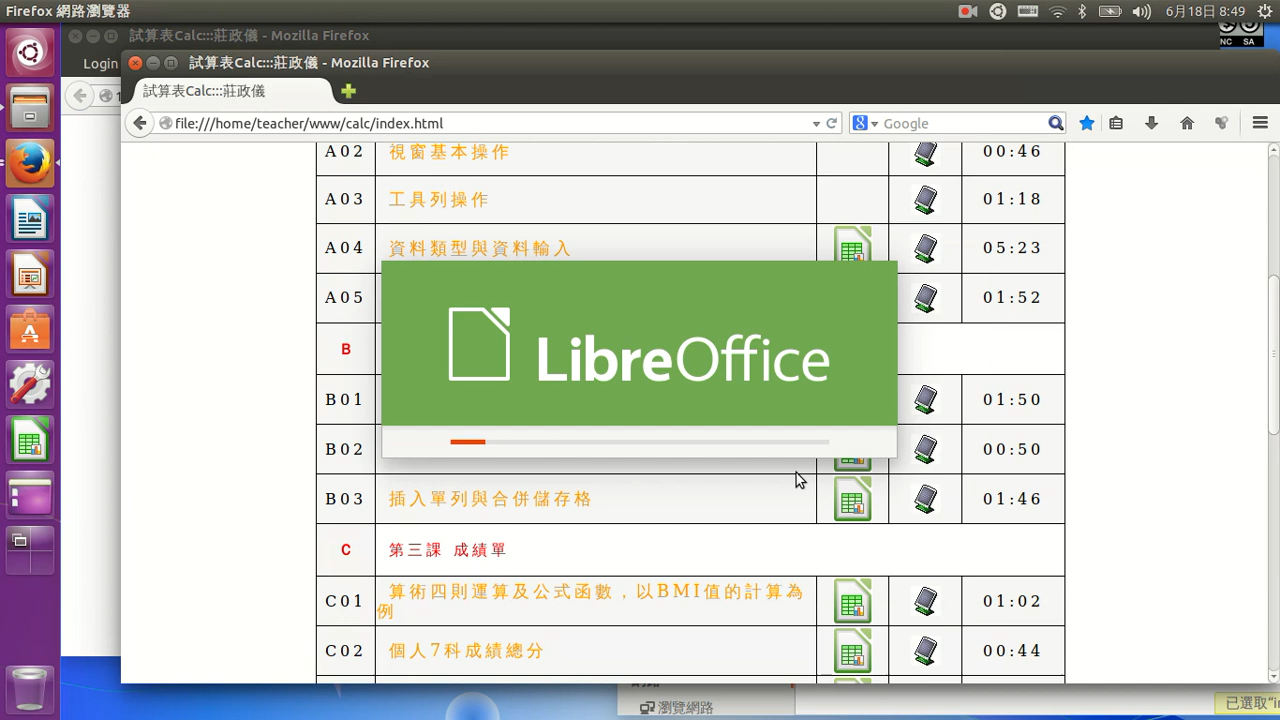 Firefox 網路瀏覽器
6月18日 8:49
NC SA
試算表Calc:::莊政儀 - Mozilla Firefox
Login
試算表Calc:::莊政儀 - Mozilla Firefox
試算表Calc:::莊政儀
file:///home/teacher/www/calc/index.html
Google
A02 視窗基本操作 00:46
A03 工具列操作 01:18
A04 資料類型與資料輸入 05:23
A05 01:52
LibreOffice
B
B01 01:50
B02 00:50
B03 插入單列與合併儲存格 01:46
C 第三課 成績單
C01 算術四則運算及公式函數，以BMI值的計算為
例 01:02
C02 個人7科成績總分 00:44
瀏覽網路
已選取"i